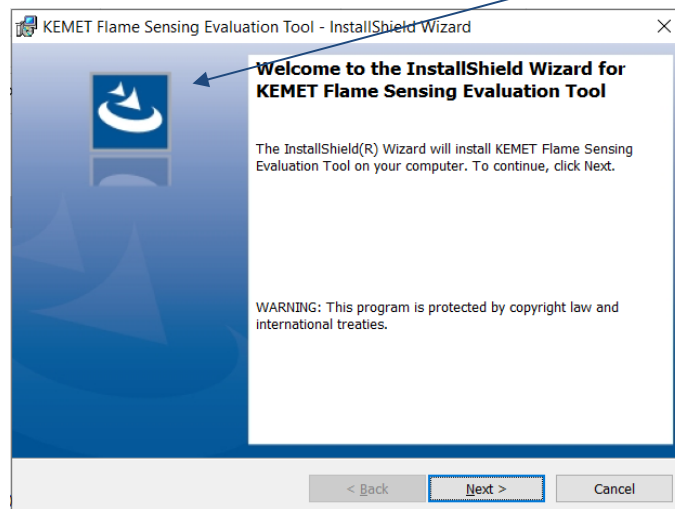 KEMET Flame Sensing Evaluation Tool - InstallShield Wizard
Welcome to the InstallShield Wizard for
KEMET Flame Sensing Evaluation Tool
The InstallShield(R) Wizard will install KEMET Flame Sensing
Evaluation Tool on your computer. To continue, click Next.
WARNING: This program is protected by copyright law and
international treaties.
< Back Next > Cancel